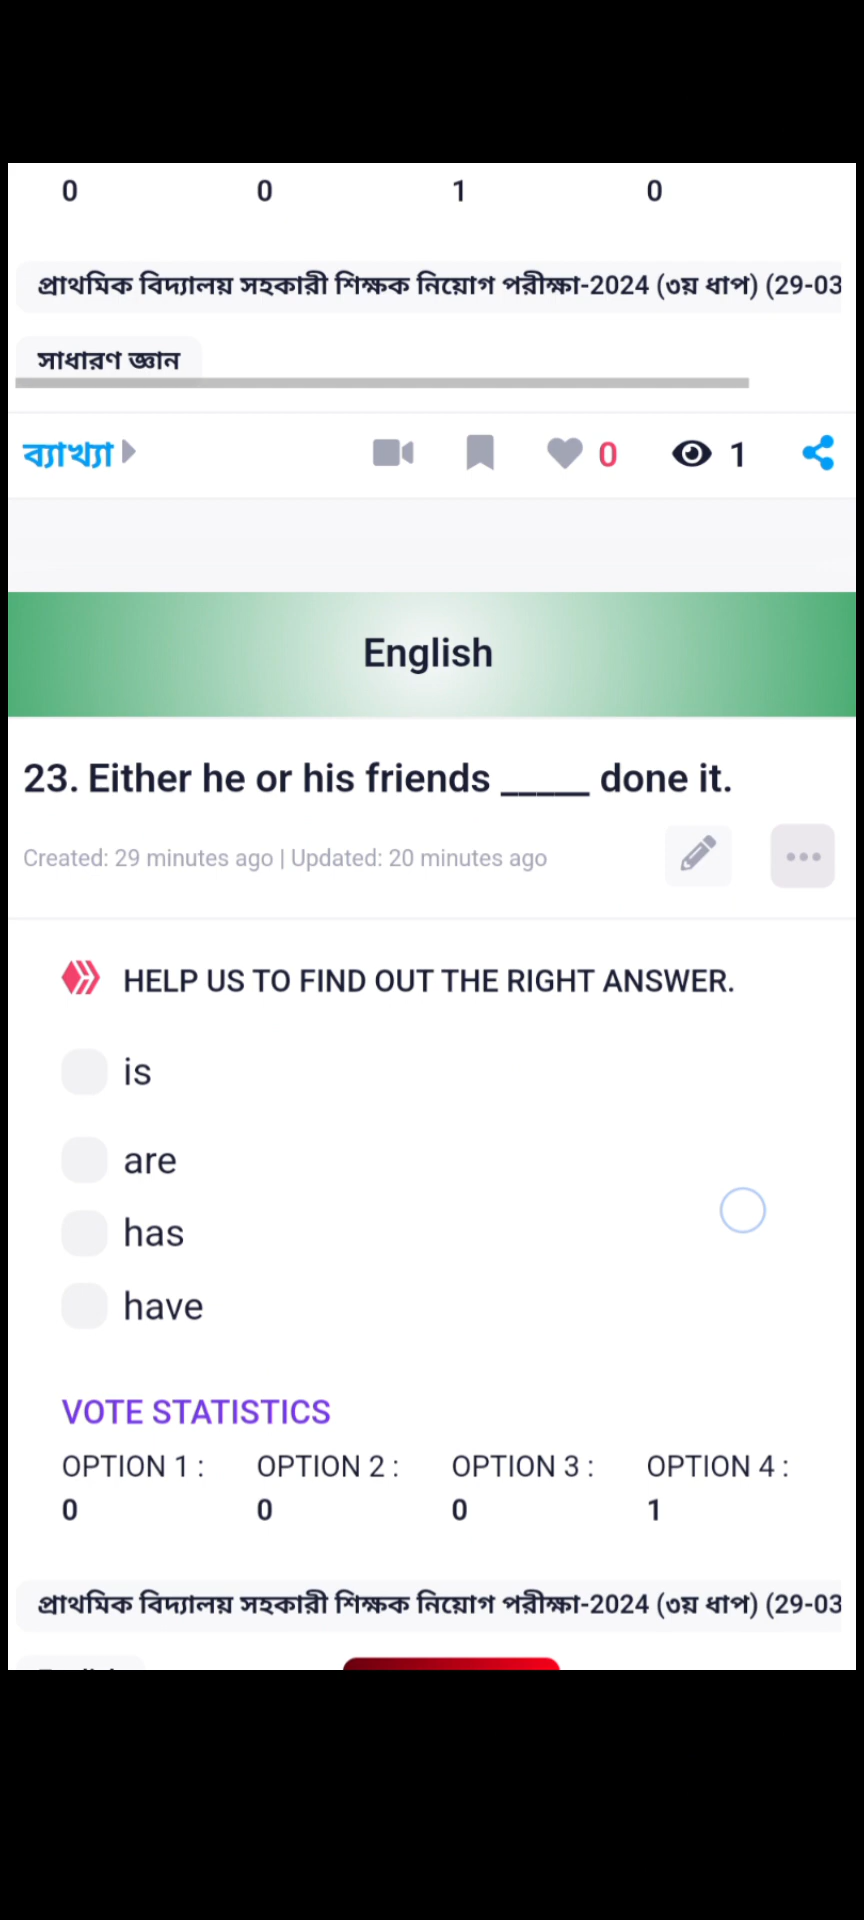 0 0 1 0
প্রাথমিক বিদ্যালয় সহকারী শিক্ষক নিয়োগ পরীক্ষা-2024 (৩য় ধাপ) (29-03
সাধারণ জ্ঞান
ব্যাখ্যা 0 1
English
23. Either he or his friends _____ done it.
Created: 29 minutes ago | Updated: 20 minutes ago
HELP US TO FIND OUT THE RIGHT ANSWER.
is
are
has
have
VOTE STATISTICS
OPTION 1 : OPTION 2 : OPTION 3 : OPTION 4 :
0 0 0 1
প্রাথমিক বিদ্যালয় সহকারী শিক্ষক নিয়োগ পরীক্ষা-2024 (৩য় ধাপ) (29-03